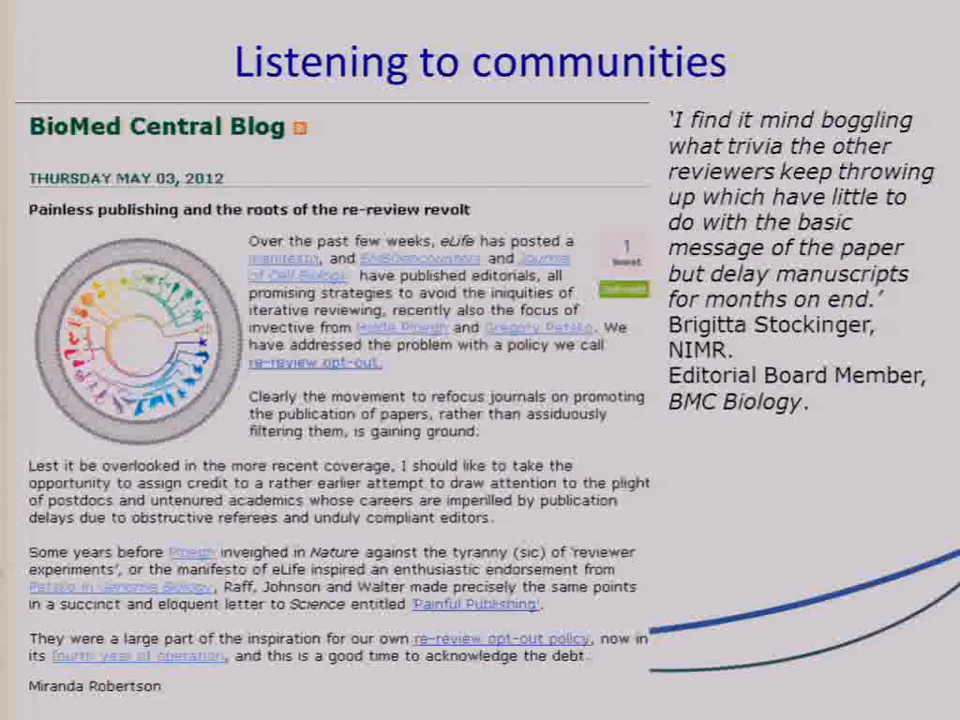 Listening to communities
BioMed Central Blog
THURSDAY MAY 03, 2012
Painless publishing and the roots of the re-review revolt
Over the past few weeks, eLife has posted a
manifesto, and EMBOencounters and Journal
of Cell Biology have published editorials, all
promising strategies to avoid the iniquities of
iterative reviewing, recently also the focus of
invective from Hidde Ploegh and Gregory Petsko. We
have addressed the problem with a policy we call
re-review opt-out.
1
tweet
Clearly the movement to refocus journals on promoting
the publication of papers, rather than assiduously
filtering them, is gaining ground.
Lest it be overlooked in the more recent coverage, I should like to take the
opportunity to assign credit to a rather earlier attempt to draw attention to the plight
of postdocs and untenured academics whose careers are imperilled by publication
delays due to obstructive referees and unduly compliant editors.
Some years before Ploegh inveighed in Nature against the tyranny (sic) of 'reviewer
experiments', or the manifesto of eLife inspired an enthusiastic endorsement from
Petsko in Genome Biology, Raff, Johnson and Walter made precisely the same points
in a succinct and eloquent letter to Science entitled 'Painful Publishing'.
They were a large part of the inspiration for our own re-review opt-out policy, now in
its fourth year of operation, and this is a good time to acknowledge the debt.
Miranda Robertson
'I find it mind boggling
what trivia the other
reviewers keep throwing
up which have little to
do with the basic
message of the paper
but delay manuscripts
for months on end.'
Brigitta Stockinger,
NIMR.
Editorial Board Member,
BMC Biology.